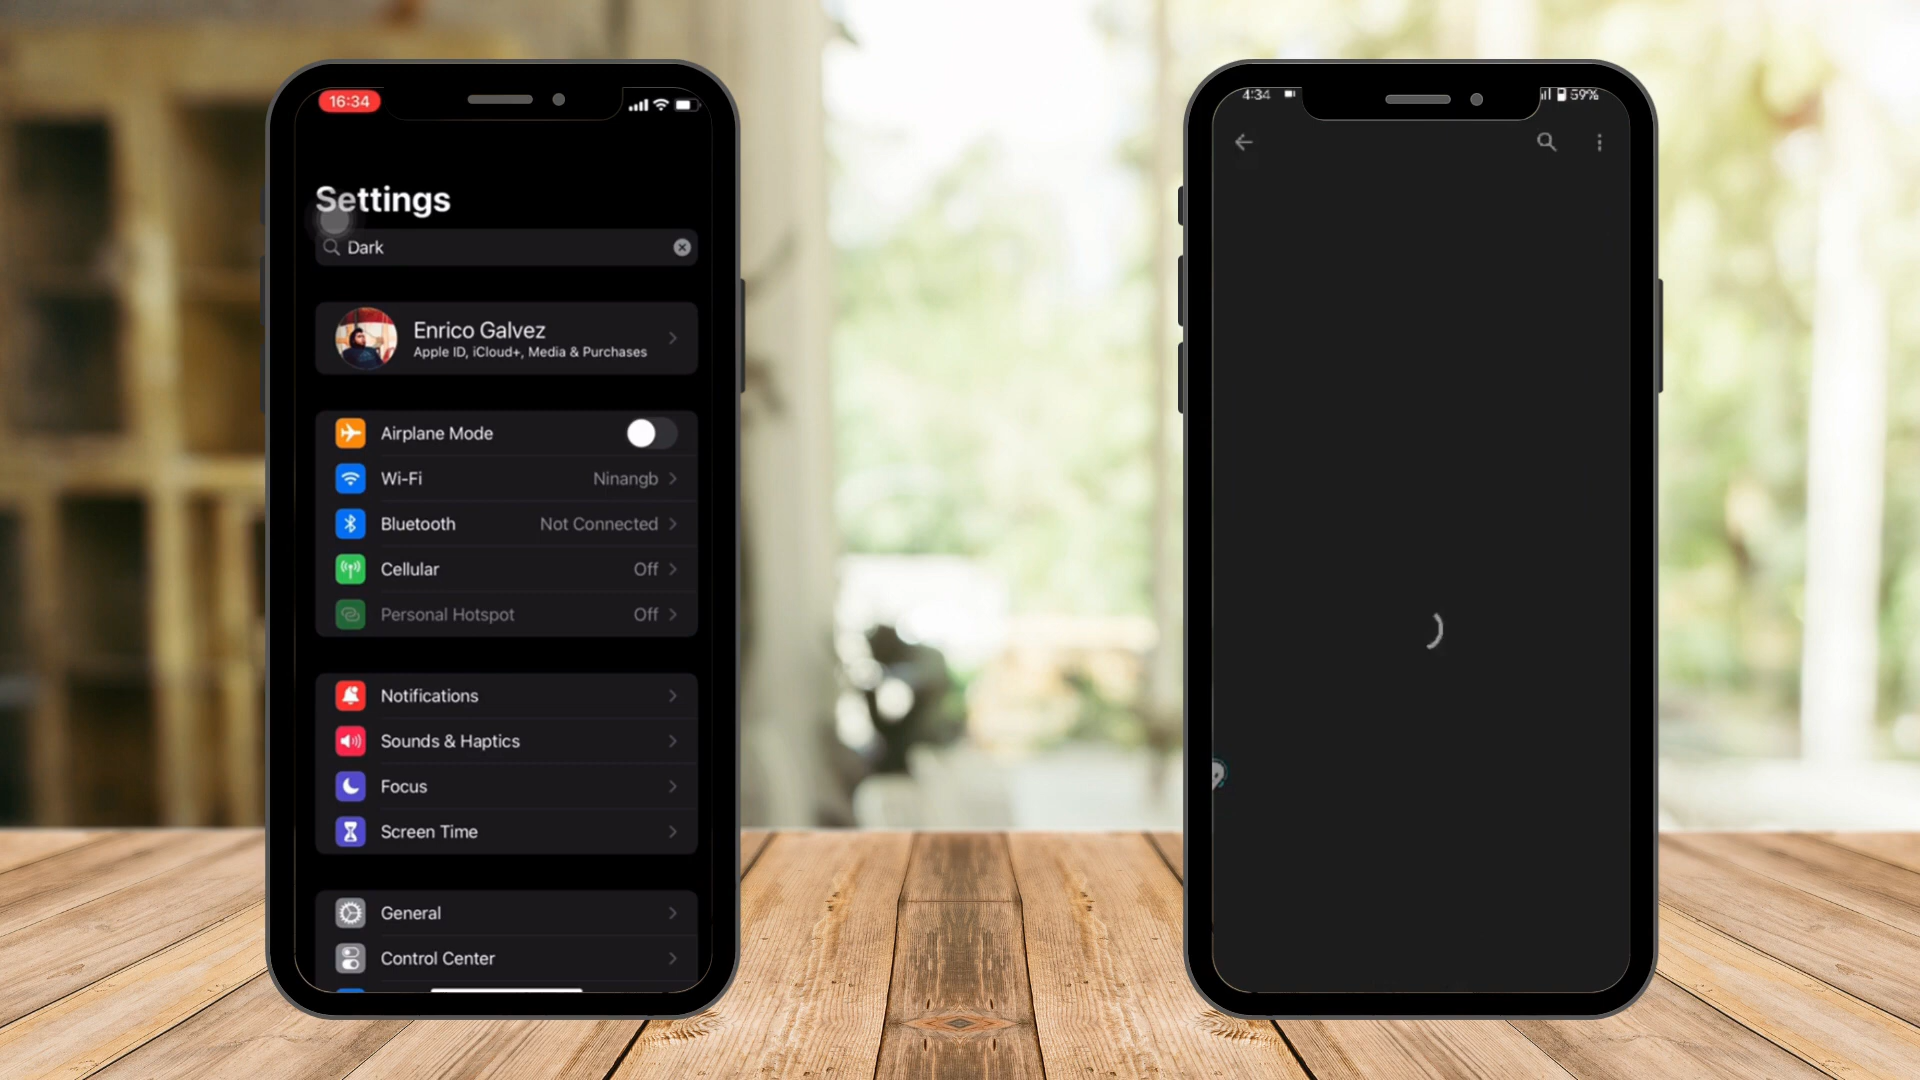 16:34
Settings
Dark
Enrico Galvez
Apple ID, iCloud+, Media & Purchases
Airplane Mode
Wi-Fi Ninangb
Bluetooth Not Connected
Cellular Off
Personal Hotspot Off
Notifications
Sounds & Haptics
Focus
Screen Time
General
Control Center
4:34 59%